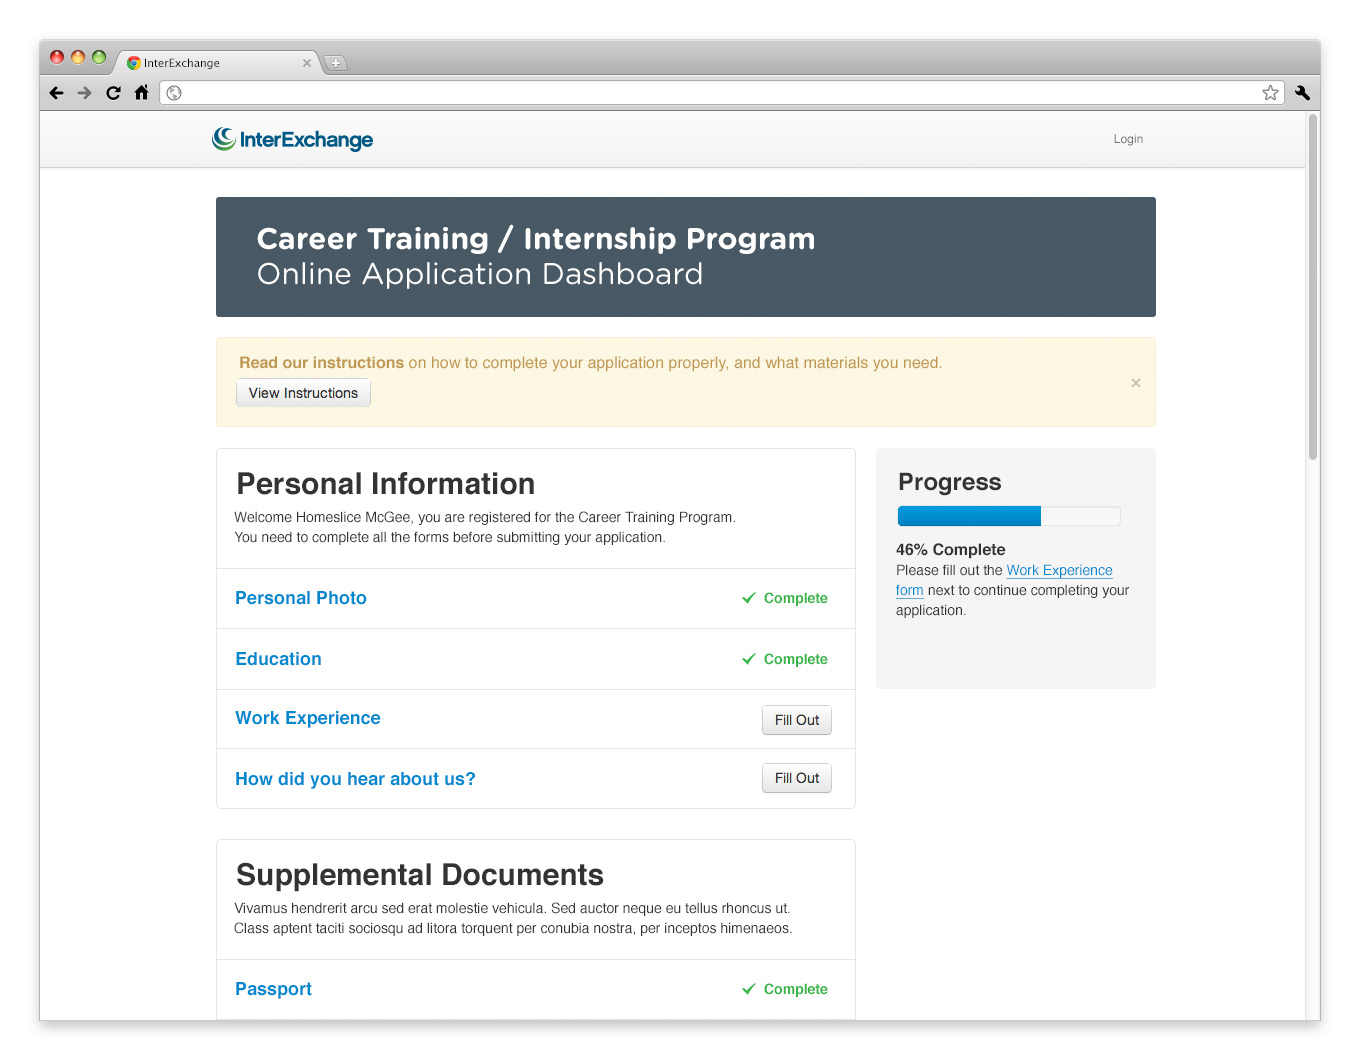 InterExchange
InterExchange
Login
Career Training / Internship Program
Online Application Dashboard
Read our instructions on how to complete your application properly, and what materials you need.
View Instructions
×
Personal Information
Welcome Homeslice McGee, you are registered for the Career Training Program.
You need to complete all the forms before submitting your application.
Personal Photo
Complete
Education
Complete
Work Experience
Fill Out
How did you hear about us?
Fill Out
Progress
46% Complete
Please fill out the Work Experience
form next to continue completing your
application.
Supplemental Documents
Vivamus hendrerit arcu sed erat molestie vehicula. Sed auctor neque eu tellus rhoncus ut.
Class aptent taciti sociosqu ad litora torquent per conubia nostra, per inceptos himenaeos.
Passport
Complete